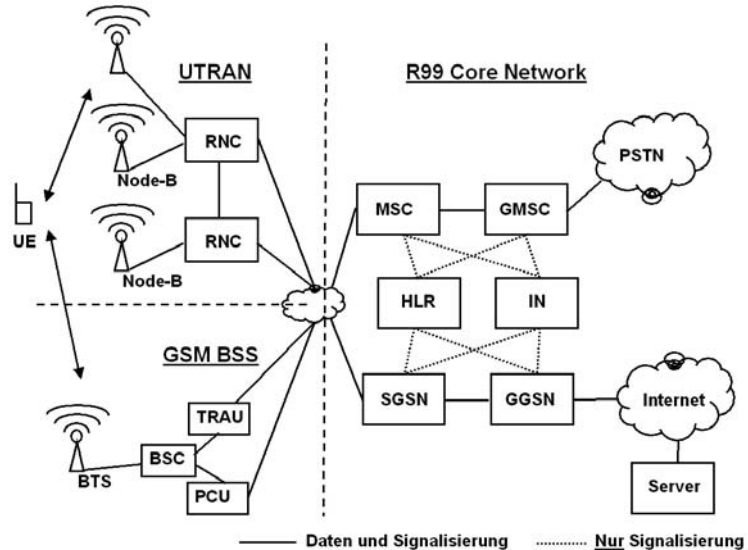 UTRAN
R99 Core Network
RNC
PSTN
Node-B
MSC
GMSC
UE
RNC
Node-B
HLR
IN
GSM BSS
TRAU
SGSN
GGSN
Internet
BSC
BTS
PCU
Server
Daten und Signalisierung
Nur Signalisierung